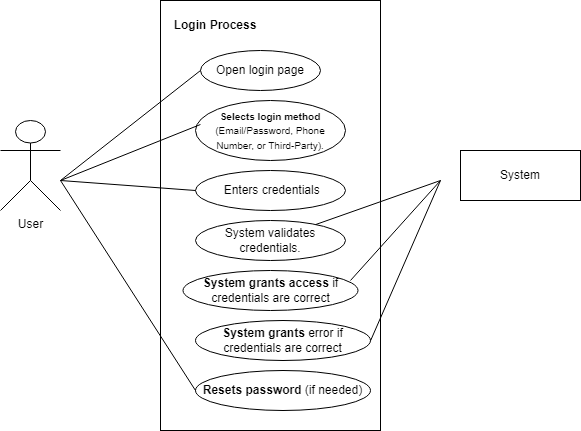 Login Process
Open login page
Selects login method
(Email/Password, Phone
Number, or Third-Party).
Enters credentials
System validates
credentials.
System grants access if
credentials are correct
System grants error if
credentials are correct
Resets password (if needed)
User
System